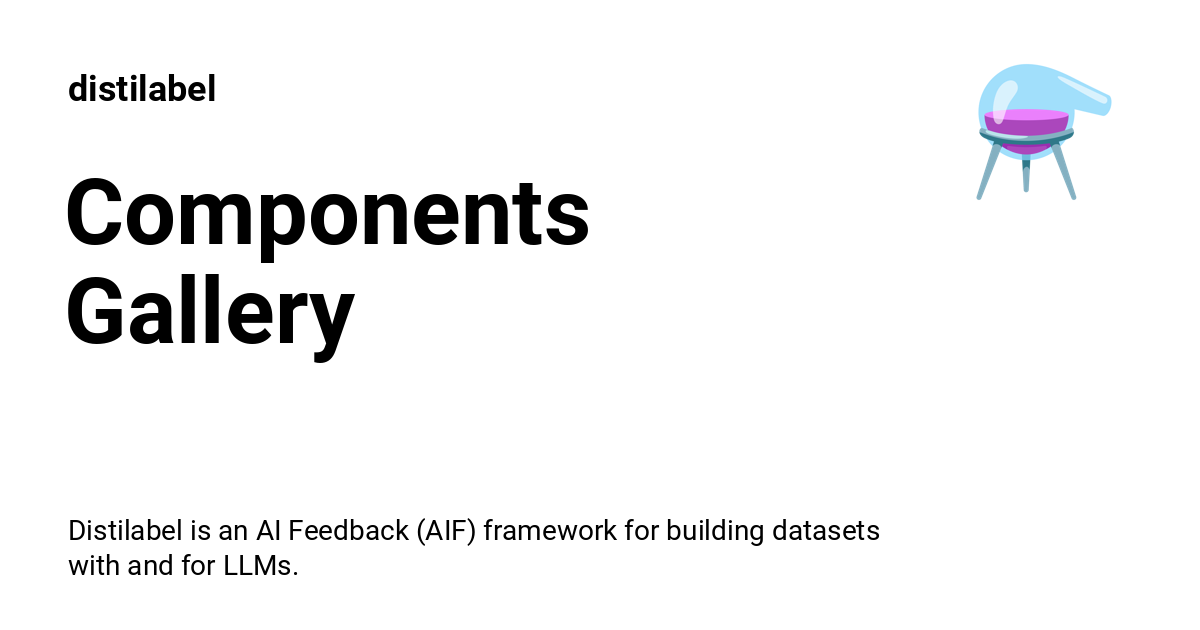 distilabel
Components
Gallery
Distilabel is an AI Feedback (AIF) framework for building datasets
with and for LLMs.